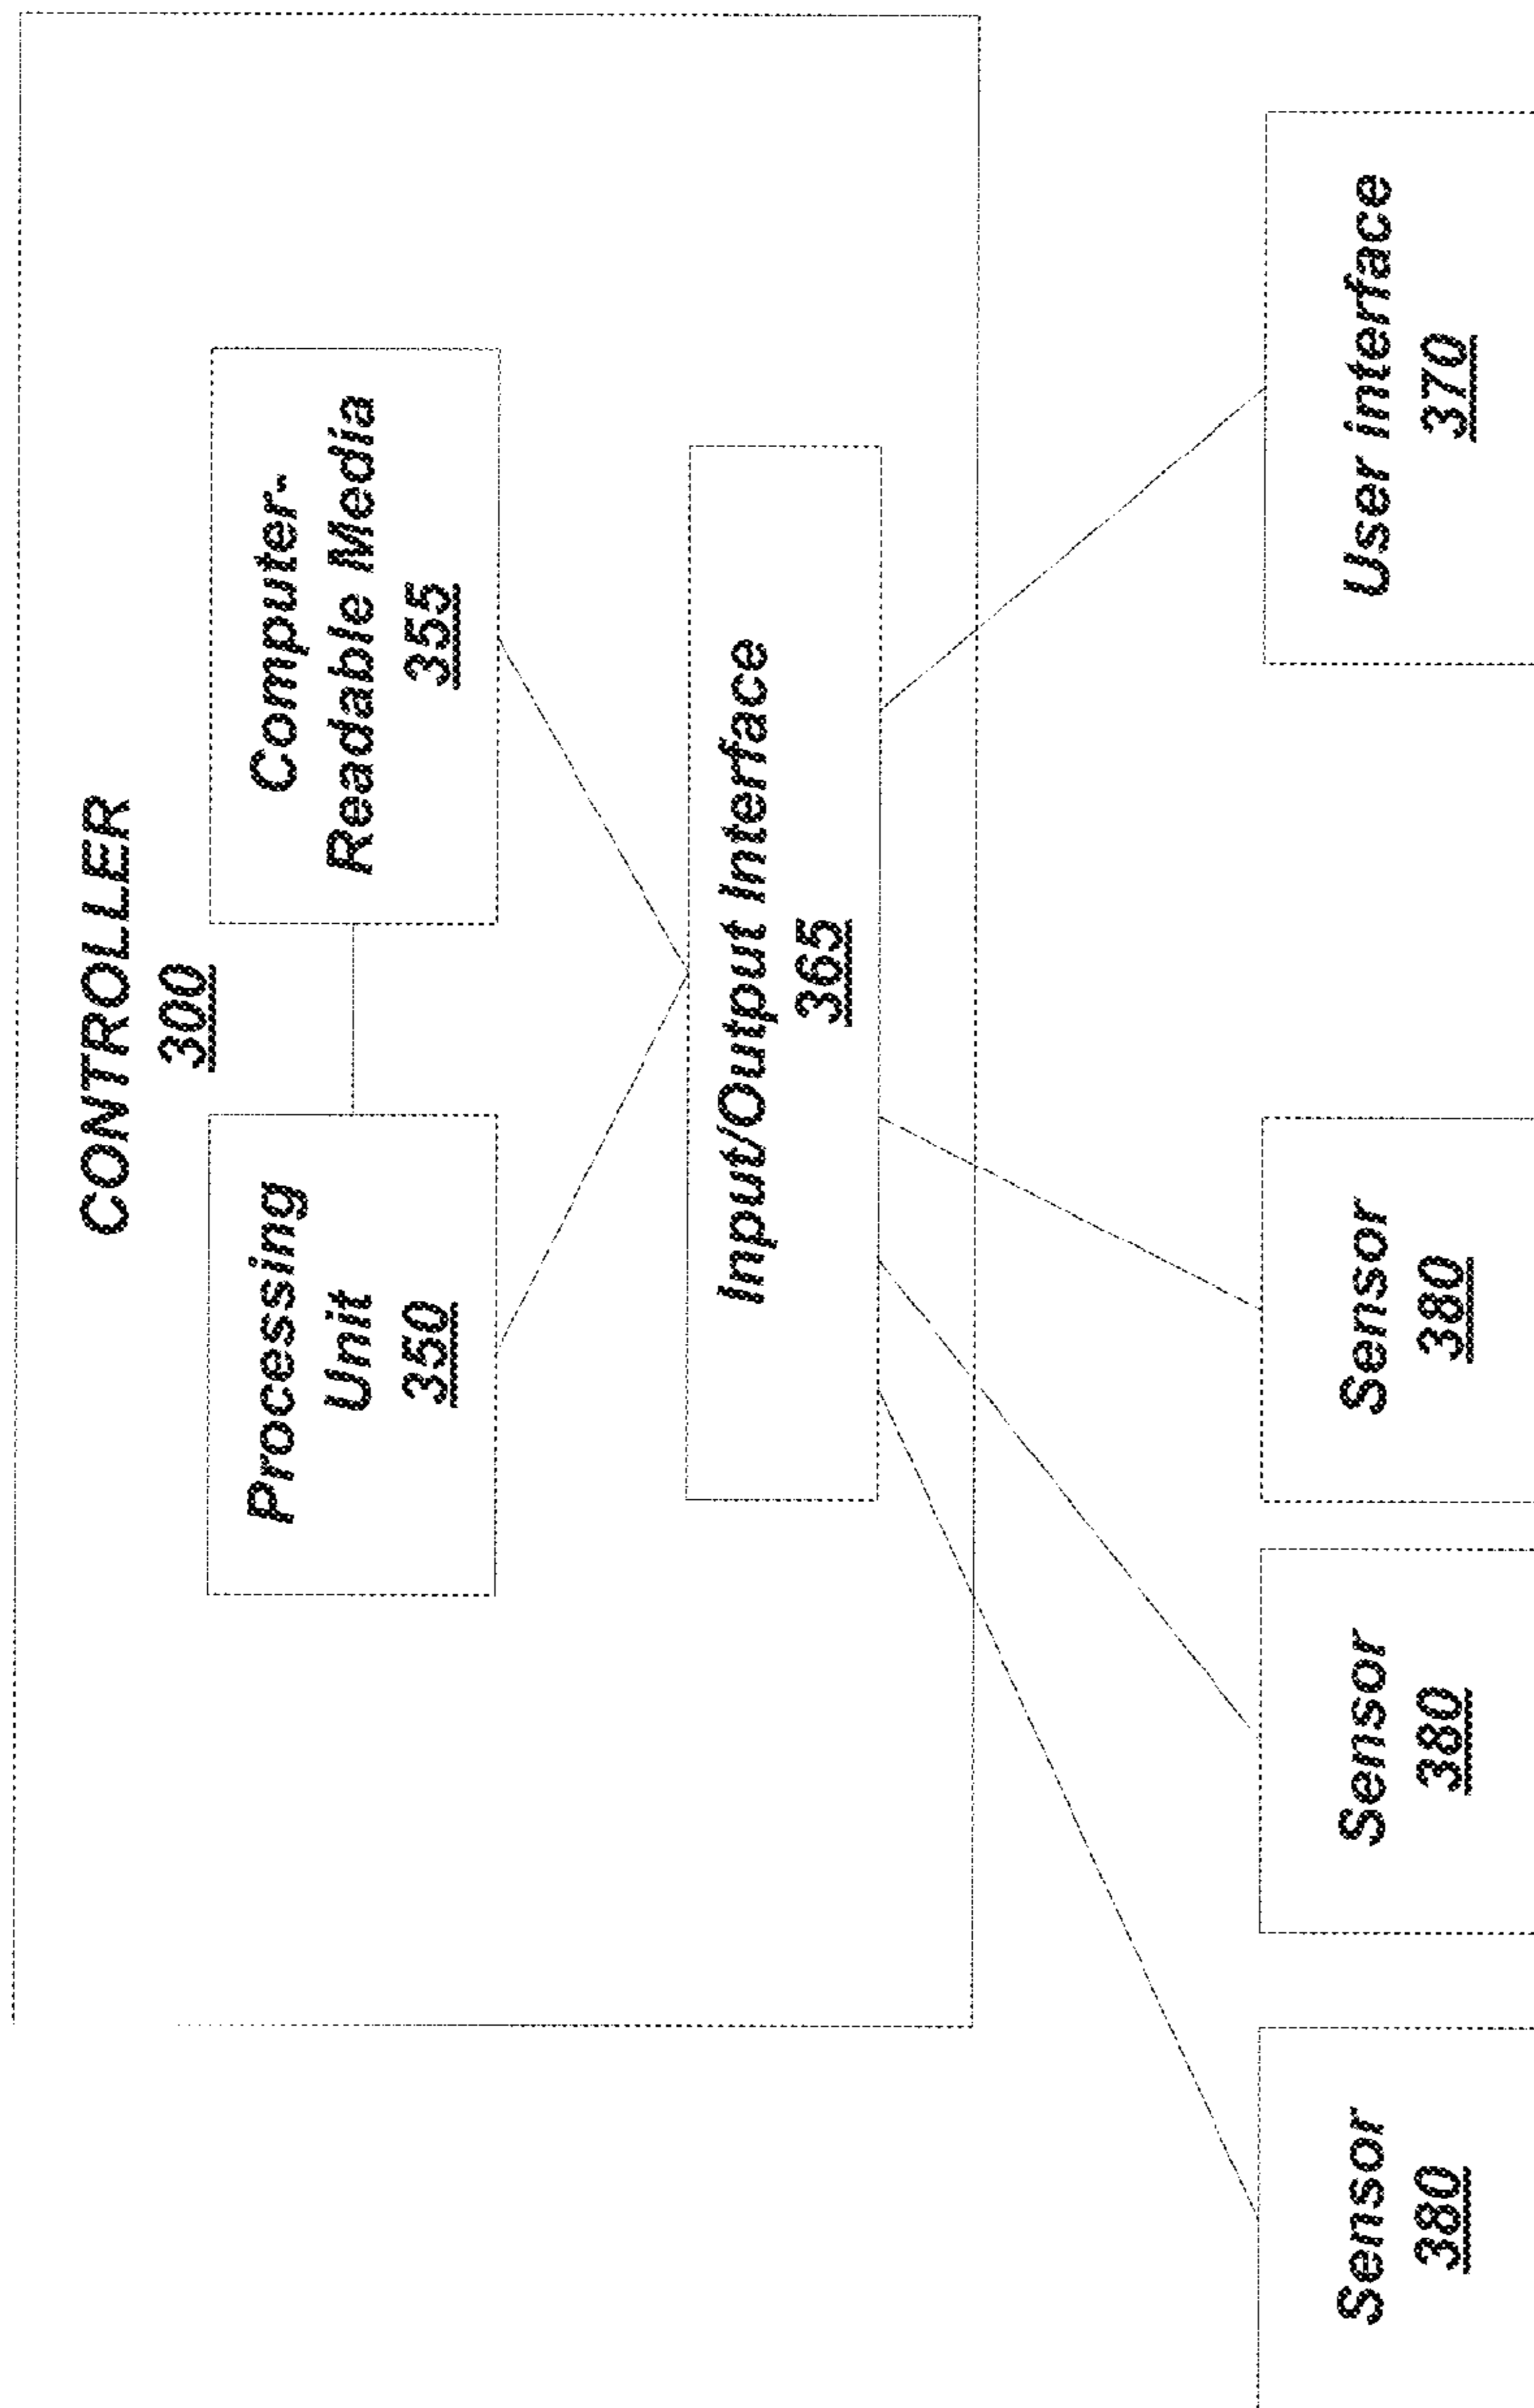 CONTROLLER
300
Processing
Unit
350
Computer-
Readable Media
355
Input/Output Interface
365
Sensor
380
Sensor
380
Sensor
380
User interface
370